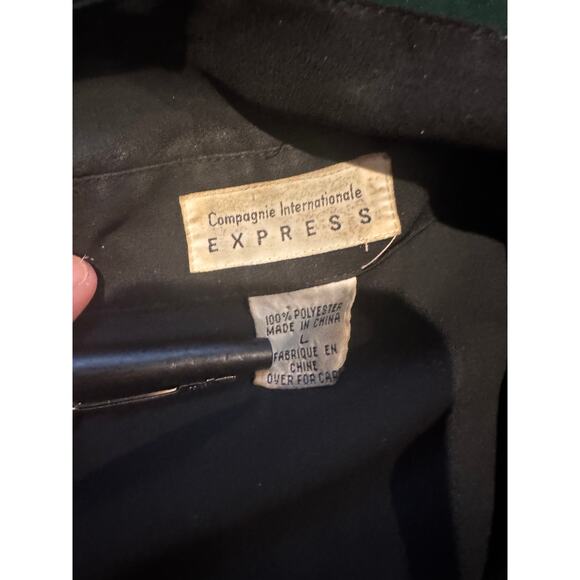 Compagnie Internationale
EXPRESS
100% POLYESTER
MADE IN CHINA
L
FABRIQUE EN
CHINE
OVER FOR CAR